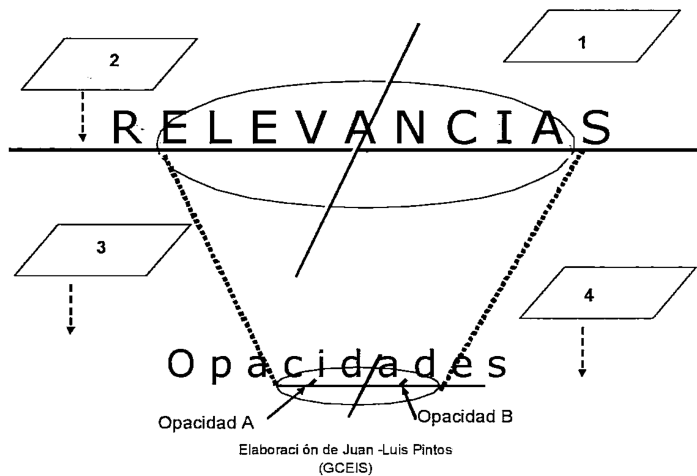 1
2
R E L E V A N C I A S
3
4
O p a c i d a d e s
Opacidad A
Opacidad B
Elaboraci ón de Juan -Luis Pintos
(GCEIS)